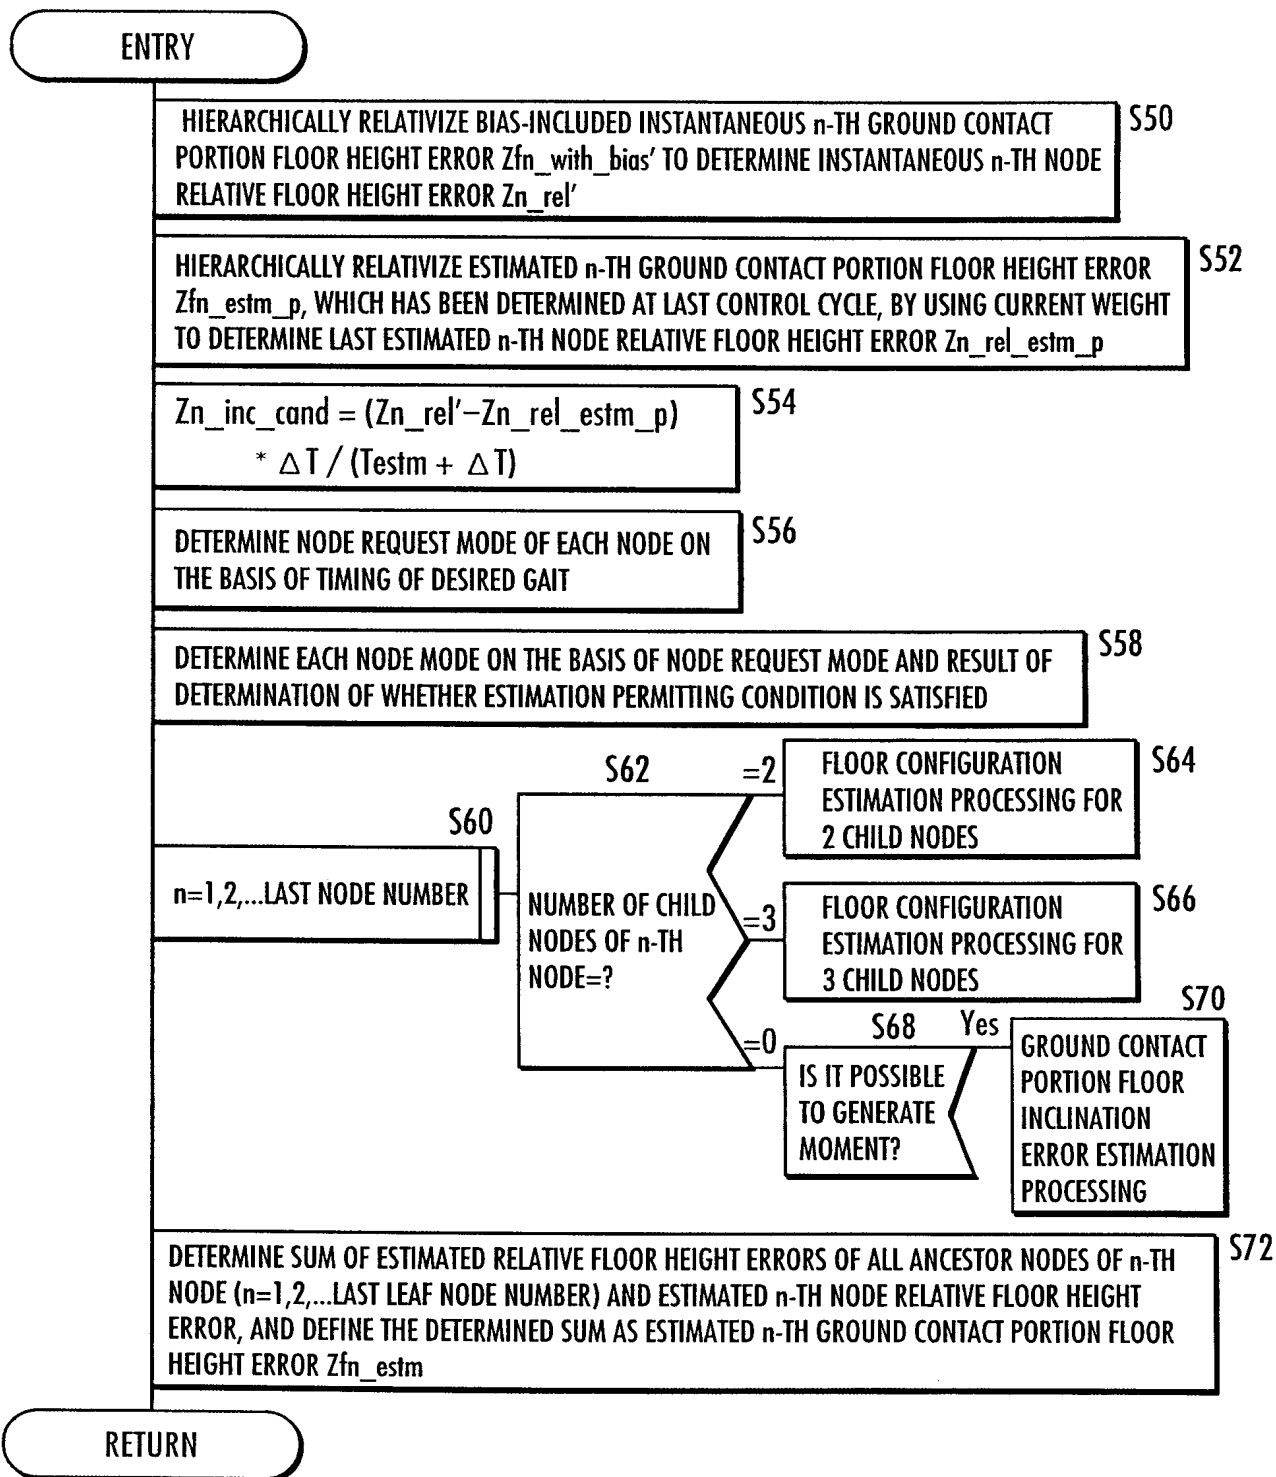 ENTRY
HIERARCHICALLY RELATIVIZE BIAS-INCLUDED INSTANTANEOUS n-TH GROUND CONTACT
PORTION FLOOR HEIGHT ERROR Zfn_with_bias' TO DETERMINE INSTANTANEOUS n-TH NODE
RELATIVE FLOOR HEIGHT ERROR Zn_rel'
S50
HIERARCHICALLY RELATIVIZE ESTIMATED n-TH GROUND CONTACT PORTION FLOOR HEIGHT ERROR
Zfn_estm_p, WHICH HAS BEEN DETERMINED AT LAST CONTROL CYCLE, BY USING CURRENT WEIGHT
TO DETERMINE LAST ESTIMATED n-TH NODE RELATIVE FLOOR HEIGHT ERROR Zn_rel_estm_p
S52
Zn_inc_cand = (Zn_rel'−Zn_rel_estm_p)
* △T / (Testm + △T)
S54
DETERMINE NODE REQUEST MODE OF EACH NODE ON
THE BASIS OF TIMING OF DESIRED GAIT
S56
DETERMINE EACH NODE MODE ON THE BASIS OF NODE REQUEST MODE AND RESULT OF
DETERMINATION OF WHETHER ESTIMATION PERMITTING CONDITION IS SATISFIED
S58
S60
n=1,2,...LAST NODE NUMBER
S62
NUMBER OF CHILD
NODES OF n-TH
NODE=?
=2
FLOOR CONFIGURATION
ESTIMATION PROCESSING FOR
2 CHILD NODES
S64
=3
FLOOR CONFIGURATION
ESTIMATION PROCESSING FOR
3 CHILD NODES
S66
=0
S68
IS IT POSSIBLE
TO GENERATE
MOMENT?
Yes
S70
GROUND CONTACT
PORTION FLOOR
INCLINATION
ERROR ESTIMATION
PROCESSING
DETERMINE SUM OF ESTIMATED RELATIVE FLOOR HEIGHT ERRORS OF ALL ANCESTOR NODES OF n-TH
NODE (n=1,2,...LAST LEAF NODE NUMBER) AND ESTIMATED n-TH NODE RELATIVE FLOOR HEIGHT
ERROR, AND DEFINE THE DETERMINED SUM AS ESTIMATED n-TH GROUND CONTACT PORTION FLOOR
HEIGHT ERROR Zfn_estm
S72
RETURN